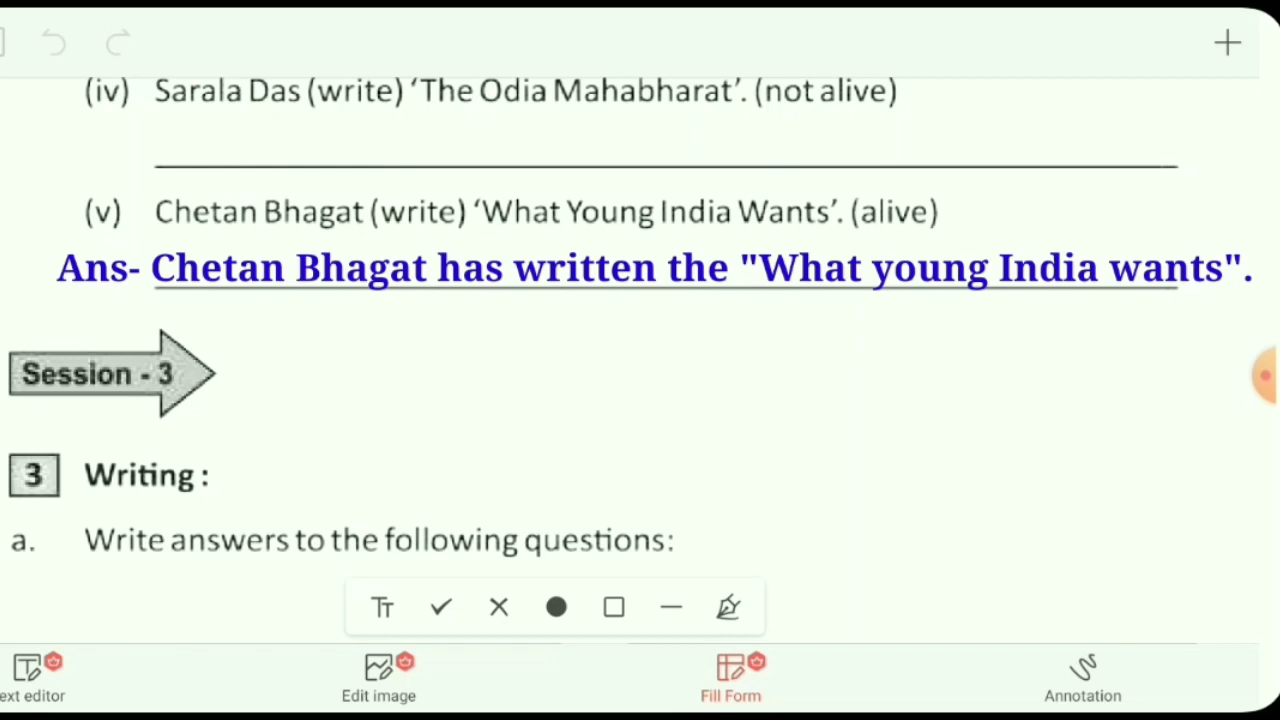 (iv) Sarala Das (write) ‘The Odia Mahabharat’. (not alive)
(v) Chetan Bhagat (write) ‘What Young India Wants’. (alive)
Ans- Chetan Bhagat has written the "What young India wants".
Session - 3
3 Writing :
a. Write answers to the following questions:
ext editor
Edit image
Fill Form
Annotation